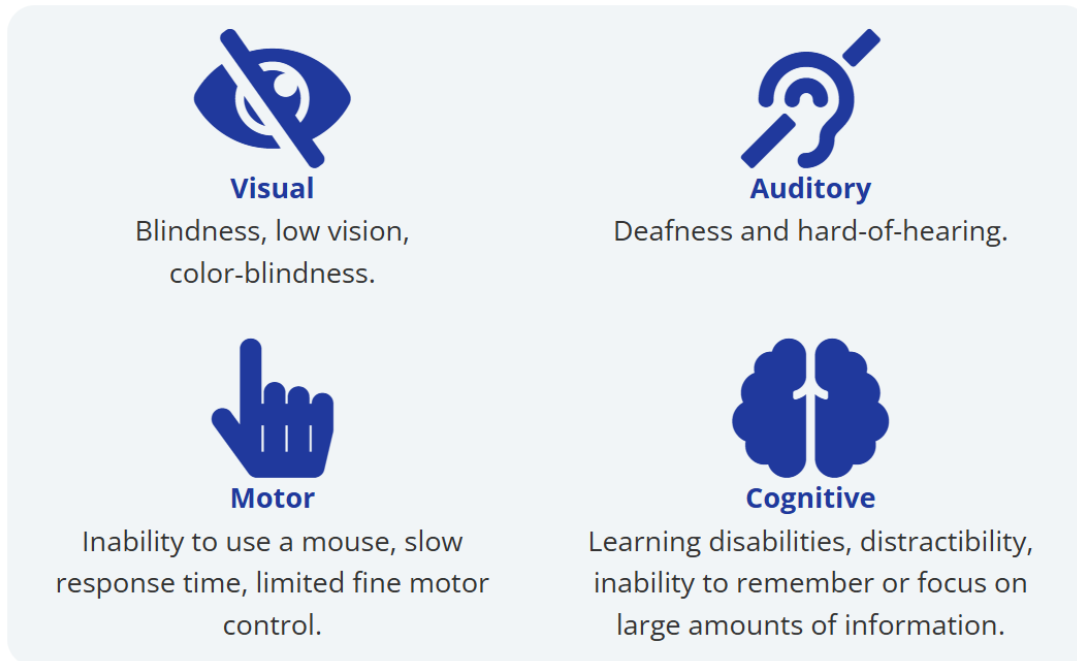 Visual
Blindness, low vision,
color-blindness.
Auditory
Deafness and hard-of-hearing.
Motor
Inability to use a mouse, slow
response time, limited fine motor
control.
Cognitive
Learning disabilities, distractibility,
inability to remember or focus on
large amounts of information.